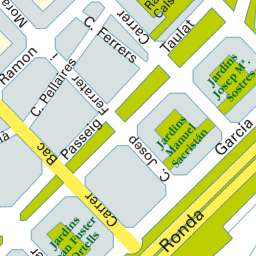 Ramon
C.
Ferrers
Carrer
Taulat
C. Pellaires
Ferrater
Passeig
Bac
Jardins
Josep M.
Sostres
Jardins
Manuel
Sacristán
C. Josep
Garcia
Carrer
Ronda
Jardins
Fuster
Ortells